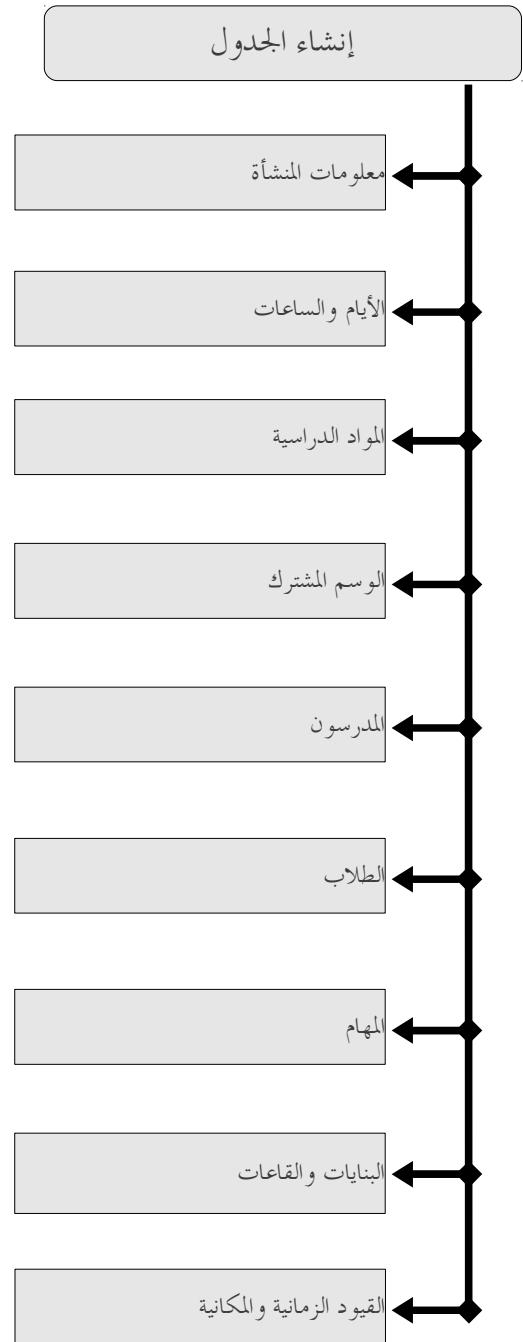 إنشاء الجدول
معلومات المنشأة
الأيام والساعات
المواد الدراسية
الوسم المشترك
المدرسون
الطلاب
المهام
البنايات والقاعات
القيود الزمانية والمكانية